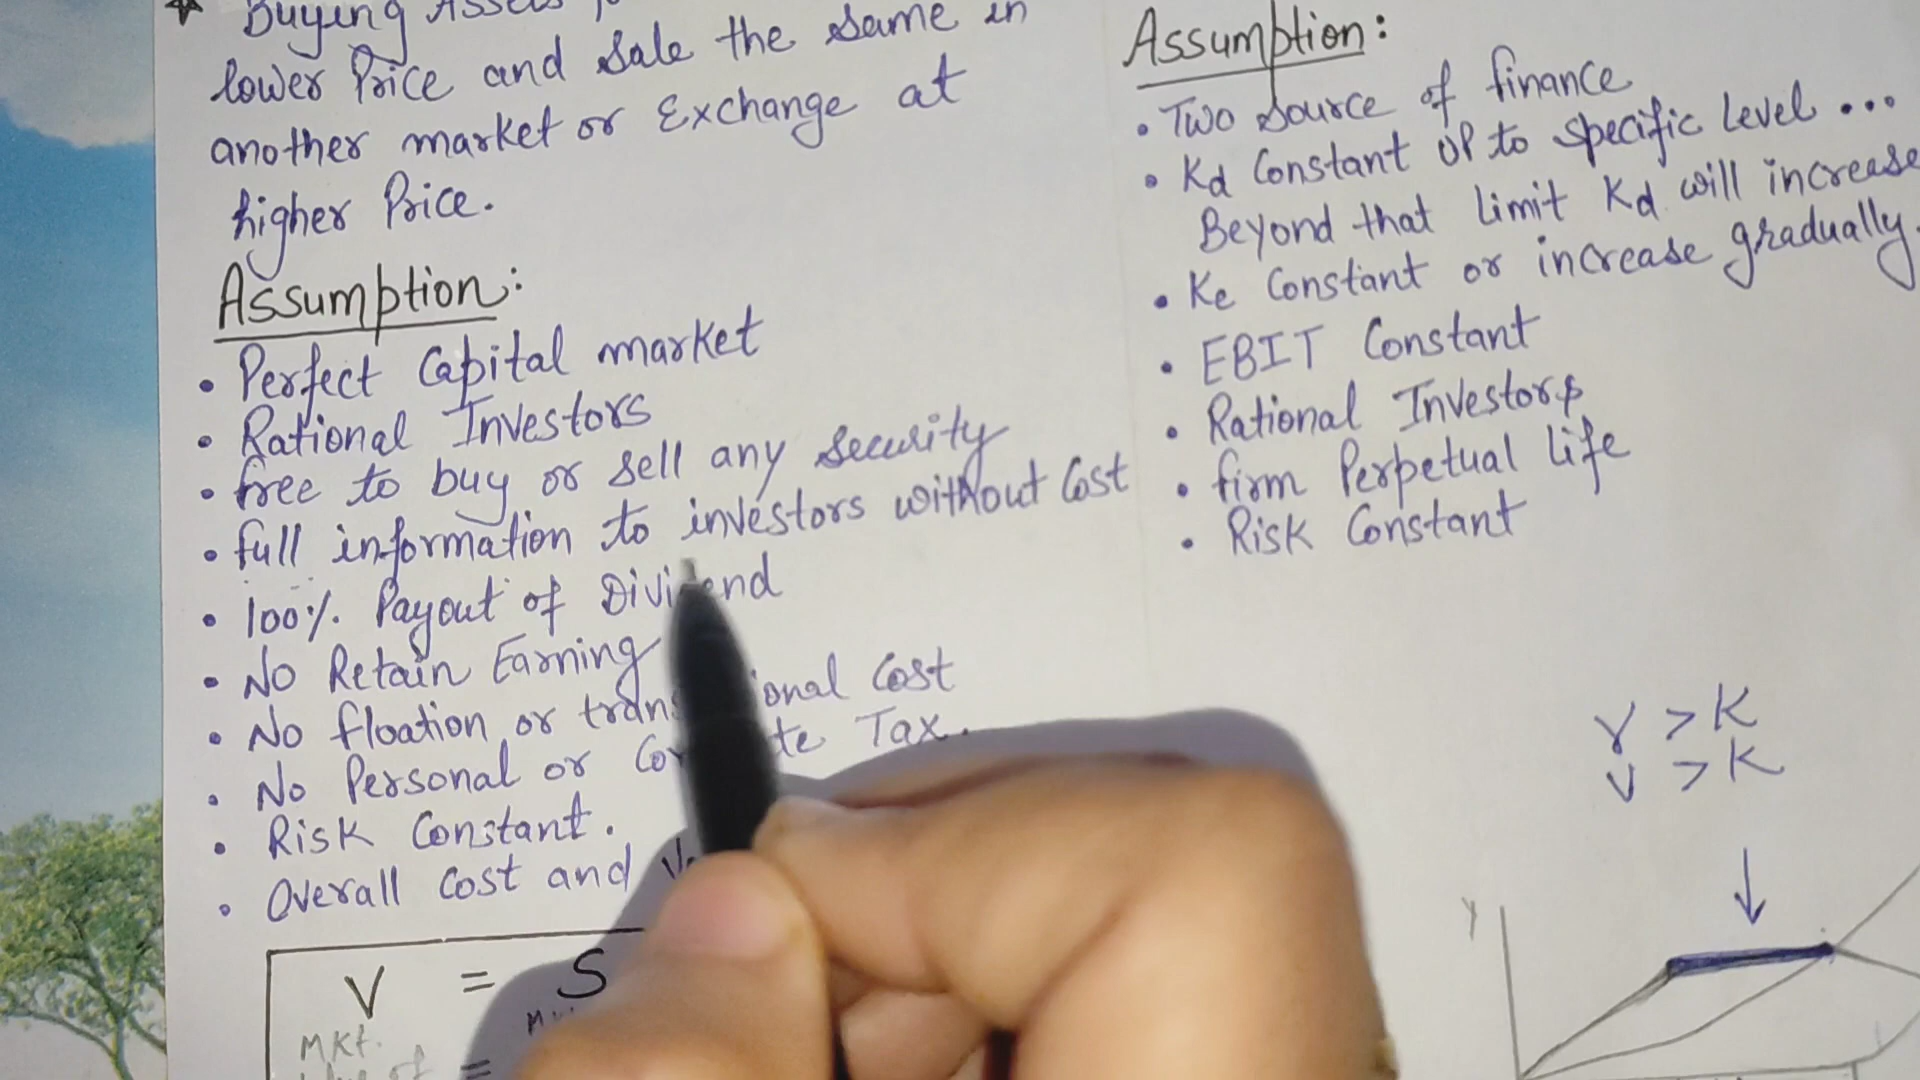 Buying Assets
lower Price and Sale the Same in
another market or Exchange at
higher Price.
Assumption:
• Perfect Capital market
• Rational Investors
• free to buy or sell any Security
• full information to investors without Cost
• 100% Payout of Dividend
• No Retain Earning
• No floation or transional Cost
• No Personal or Corporate Tax.
• Risk Constant.
• Overall Cost and
V = S
Mkt.
=
Assumption:
• Two Source of finance
• Kd Constant UP to Specific Level ...
Beyond that limit Kd will increase
• Ke Constant or increase gradually.
• EBIT Constant
• Rational Investors
• firm Perpetual life
• Risk Constant
r > K
v > K
Y